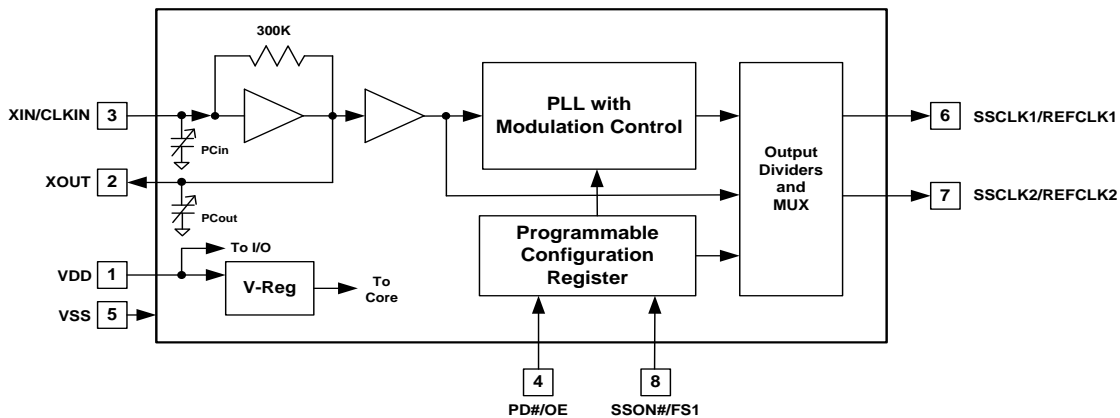 300K
XIN/CLKIN
3
PCin
XOUT
2
PCout
To I/O
VDD
1
V-Reg
To
Core
VSS
5
PLL with
Modulation Control
Programmable
Configuration
Register
Output
Dividers
and
MUX
6
SSCLK1/REFCLK1
7
SSCLK2/REFCLK2
4
PD#/OE
8
SSON#/FS1